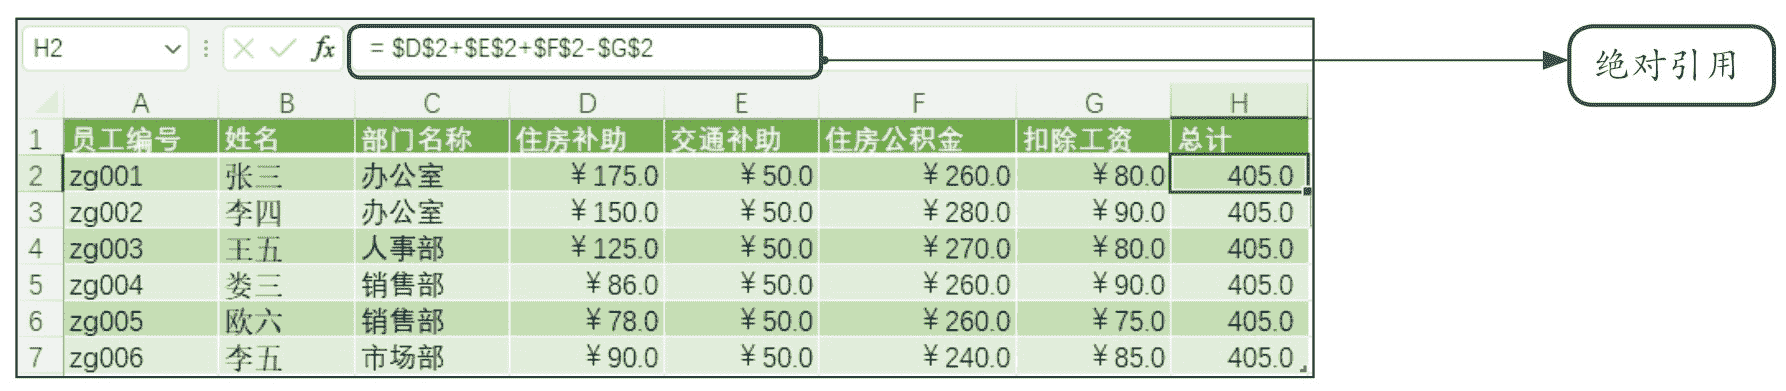 H2 fx = $D$2+$E$2+$F$2-$G$2 绝对引用
A B C D E F G H
1 员工编号 姓名 部门名称 住房补助 交通补助 住房公积金 扣除工资 总计
2 zg001 张三 办公室 ¥175.0 ¥50.0 ¥260.0 ¥80.0 405.0
3 zg002 李四 办公室 ¥150.0 ¥50.0 ¥280.0 ¥90.0 405.0
4 zg003 王五 人事部 ¥125.0 ¥50.0 ¥270.0 ¥80.0 405.0
5 zg004 娄三 销售部 ¥86.0 ¥50.0 ¥260.0 ¥90.0 405.0
6 zg005 欧六 销售部 ¥78.0 ¥50.0 ¥260.0 ¥75.0 405.0
7 zg006 李五 市场部 ¥90.0 ¥50.0 ¥240.0 ¥85.0 405.0